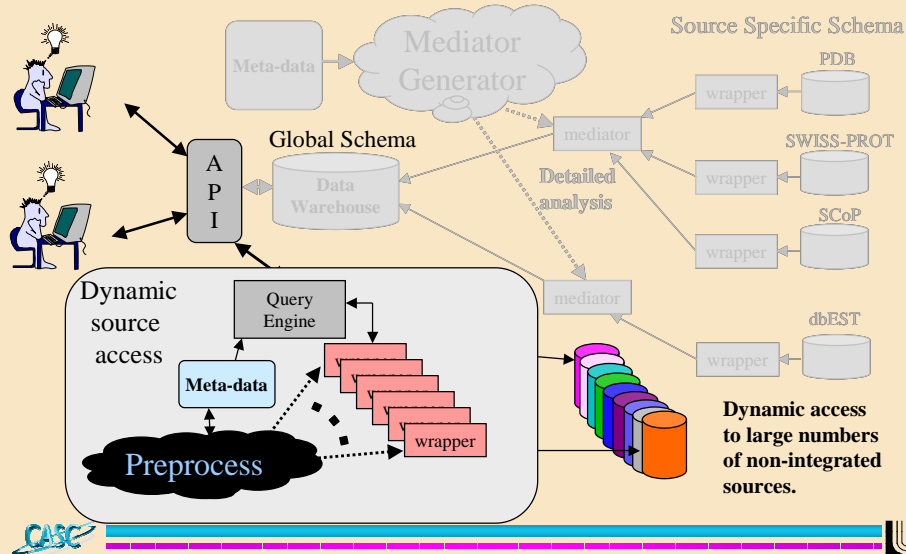 Source Specific Schema
Meta-data
Mediator
Generator
PDB
wrapper
mediator
SWISS-PROT
wrapper
Global Schema
A
P
I
Data
Warehouse
Detailed
analysis
SCoP
wrapper
mediator
dbEST
wrapper
Dynamic
source
access
Query
Engine
Meta-data
wrapper
Preprocess
Dynamic access
to large numbers
of non-integrated
sources.
CASC